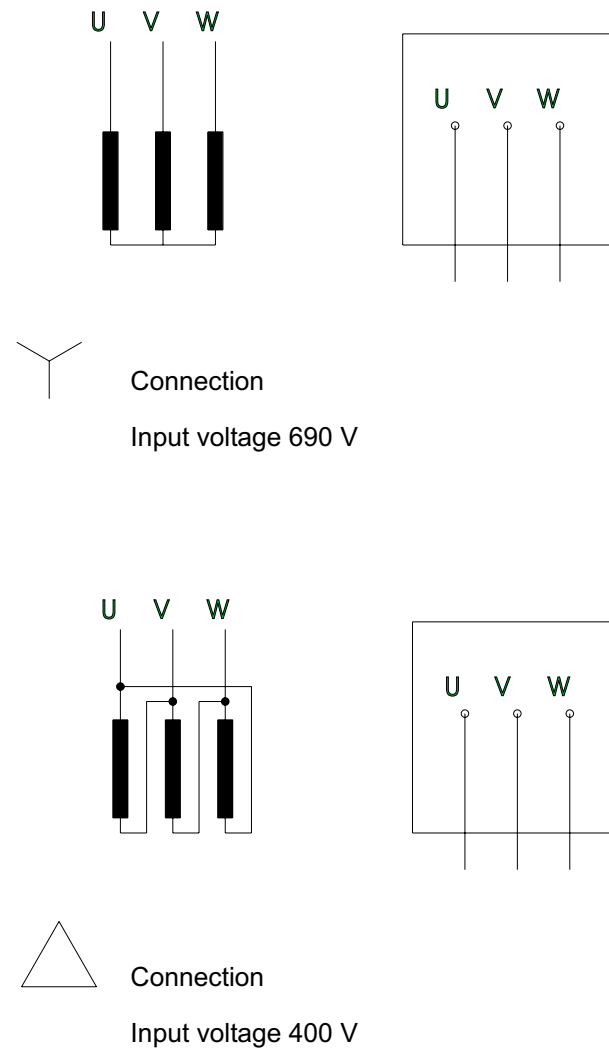 U V W
U V W
Connection
Input voltage 690 V
U V W
U V W
Connection
Input voltage 400 V